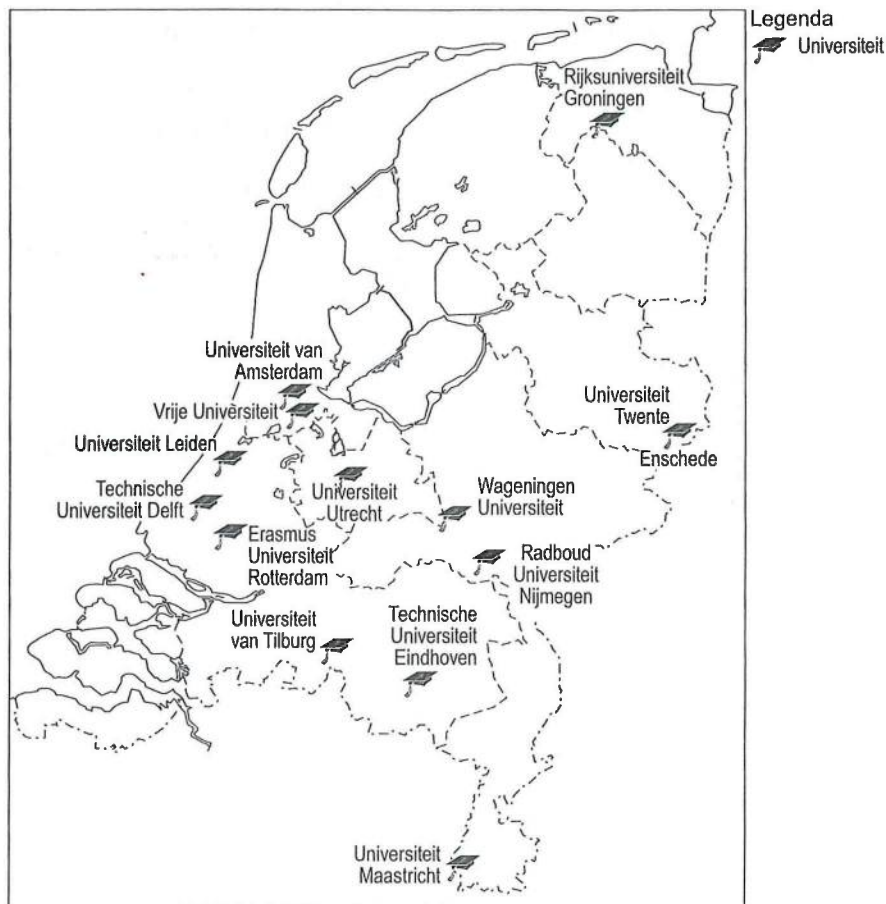 Legenda
Universiteit
Rijksuniversiteit
Groningen
Universiteit van
Amsterdam
Vrije Universiteit
Universiteit
Twente
Enschede
Universiteit Leiden
Technische
Universiteit Delft
Universiteit
Utrecht
Wageningen
Universiteit
Erasmus
Universiteit
Rotterdam
Radboud
Universiteit
Nijmegen
Universiteit
van Tilburg
Technische
Universiteit
Eindhoven
Universiteit
Maastricht